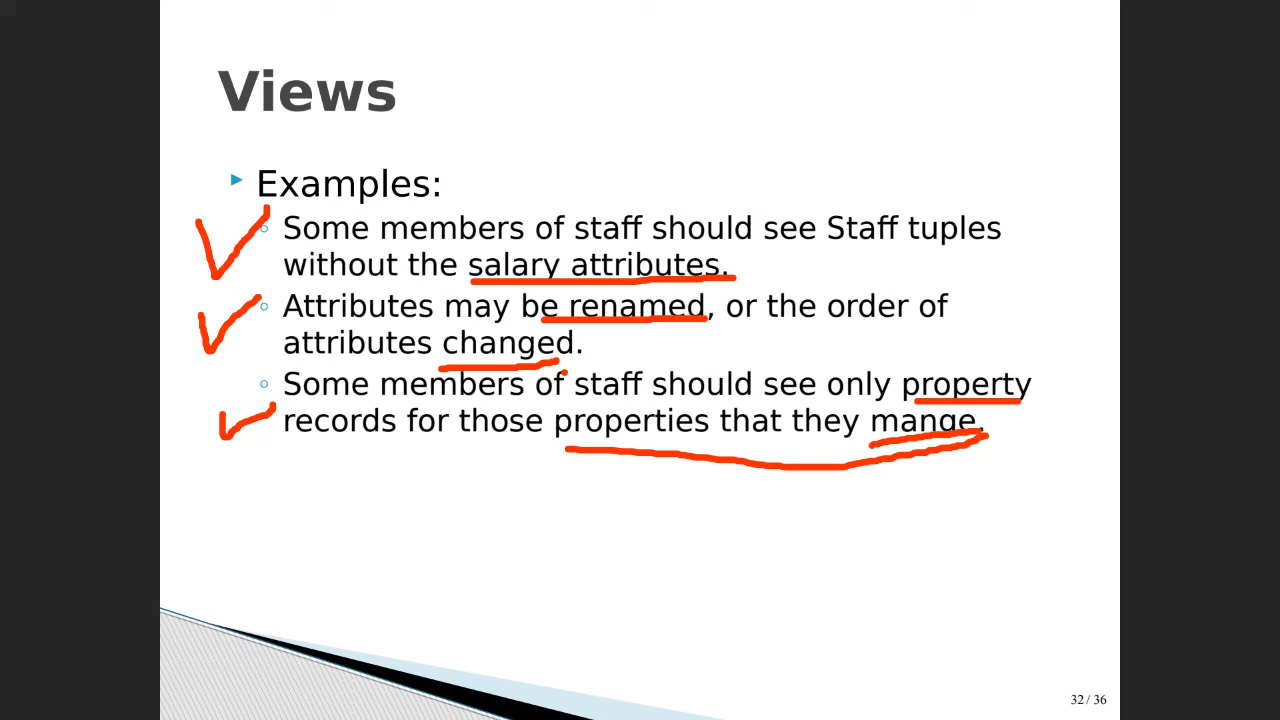 Views
Examples:
Some members of staff should see Staff tuples
without the salary attributes.
Attributes may be renamed, or the order of
attributes changed.
Some members of staff should see only property
records for those properties that they mange.
32 / 36